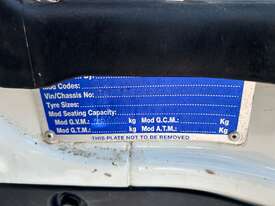 Mod Codes:
Vin/Chassis No:
Tyre Sizes:
Mod Seating Capacity:
Mod G.V.M.: kg Mod G.C.M.: Kg
Mod G.T.M.: kg Mod A.T.M.: Kg
THIS PLATE NOT TO BE REMOVED